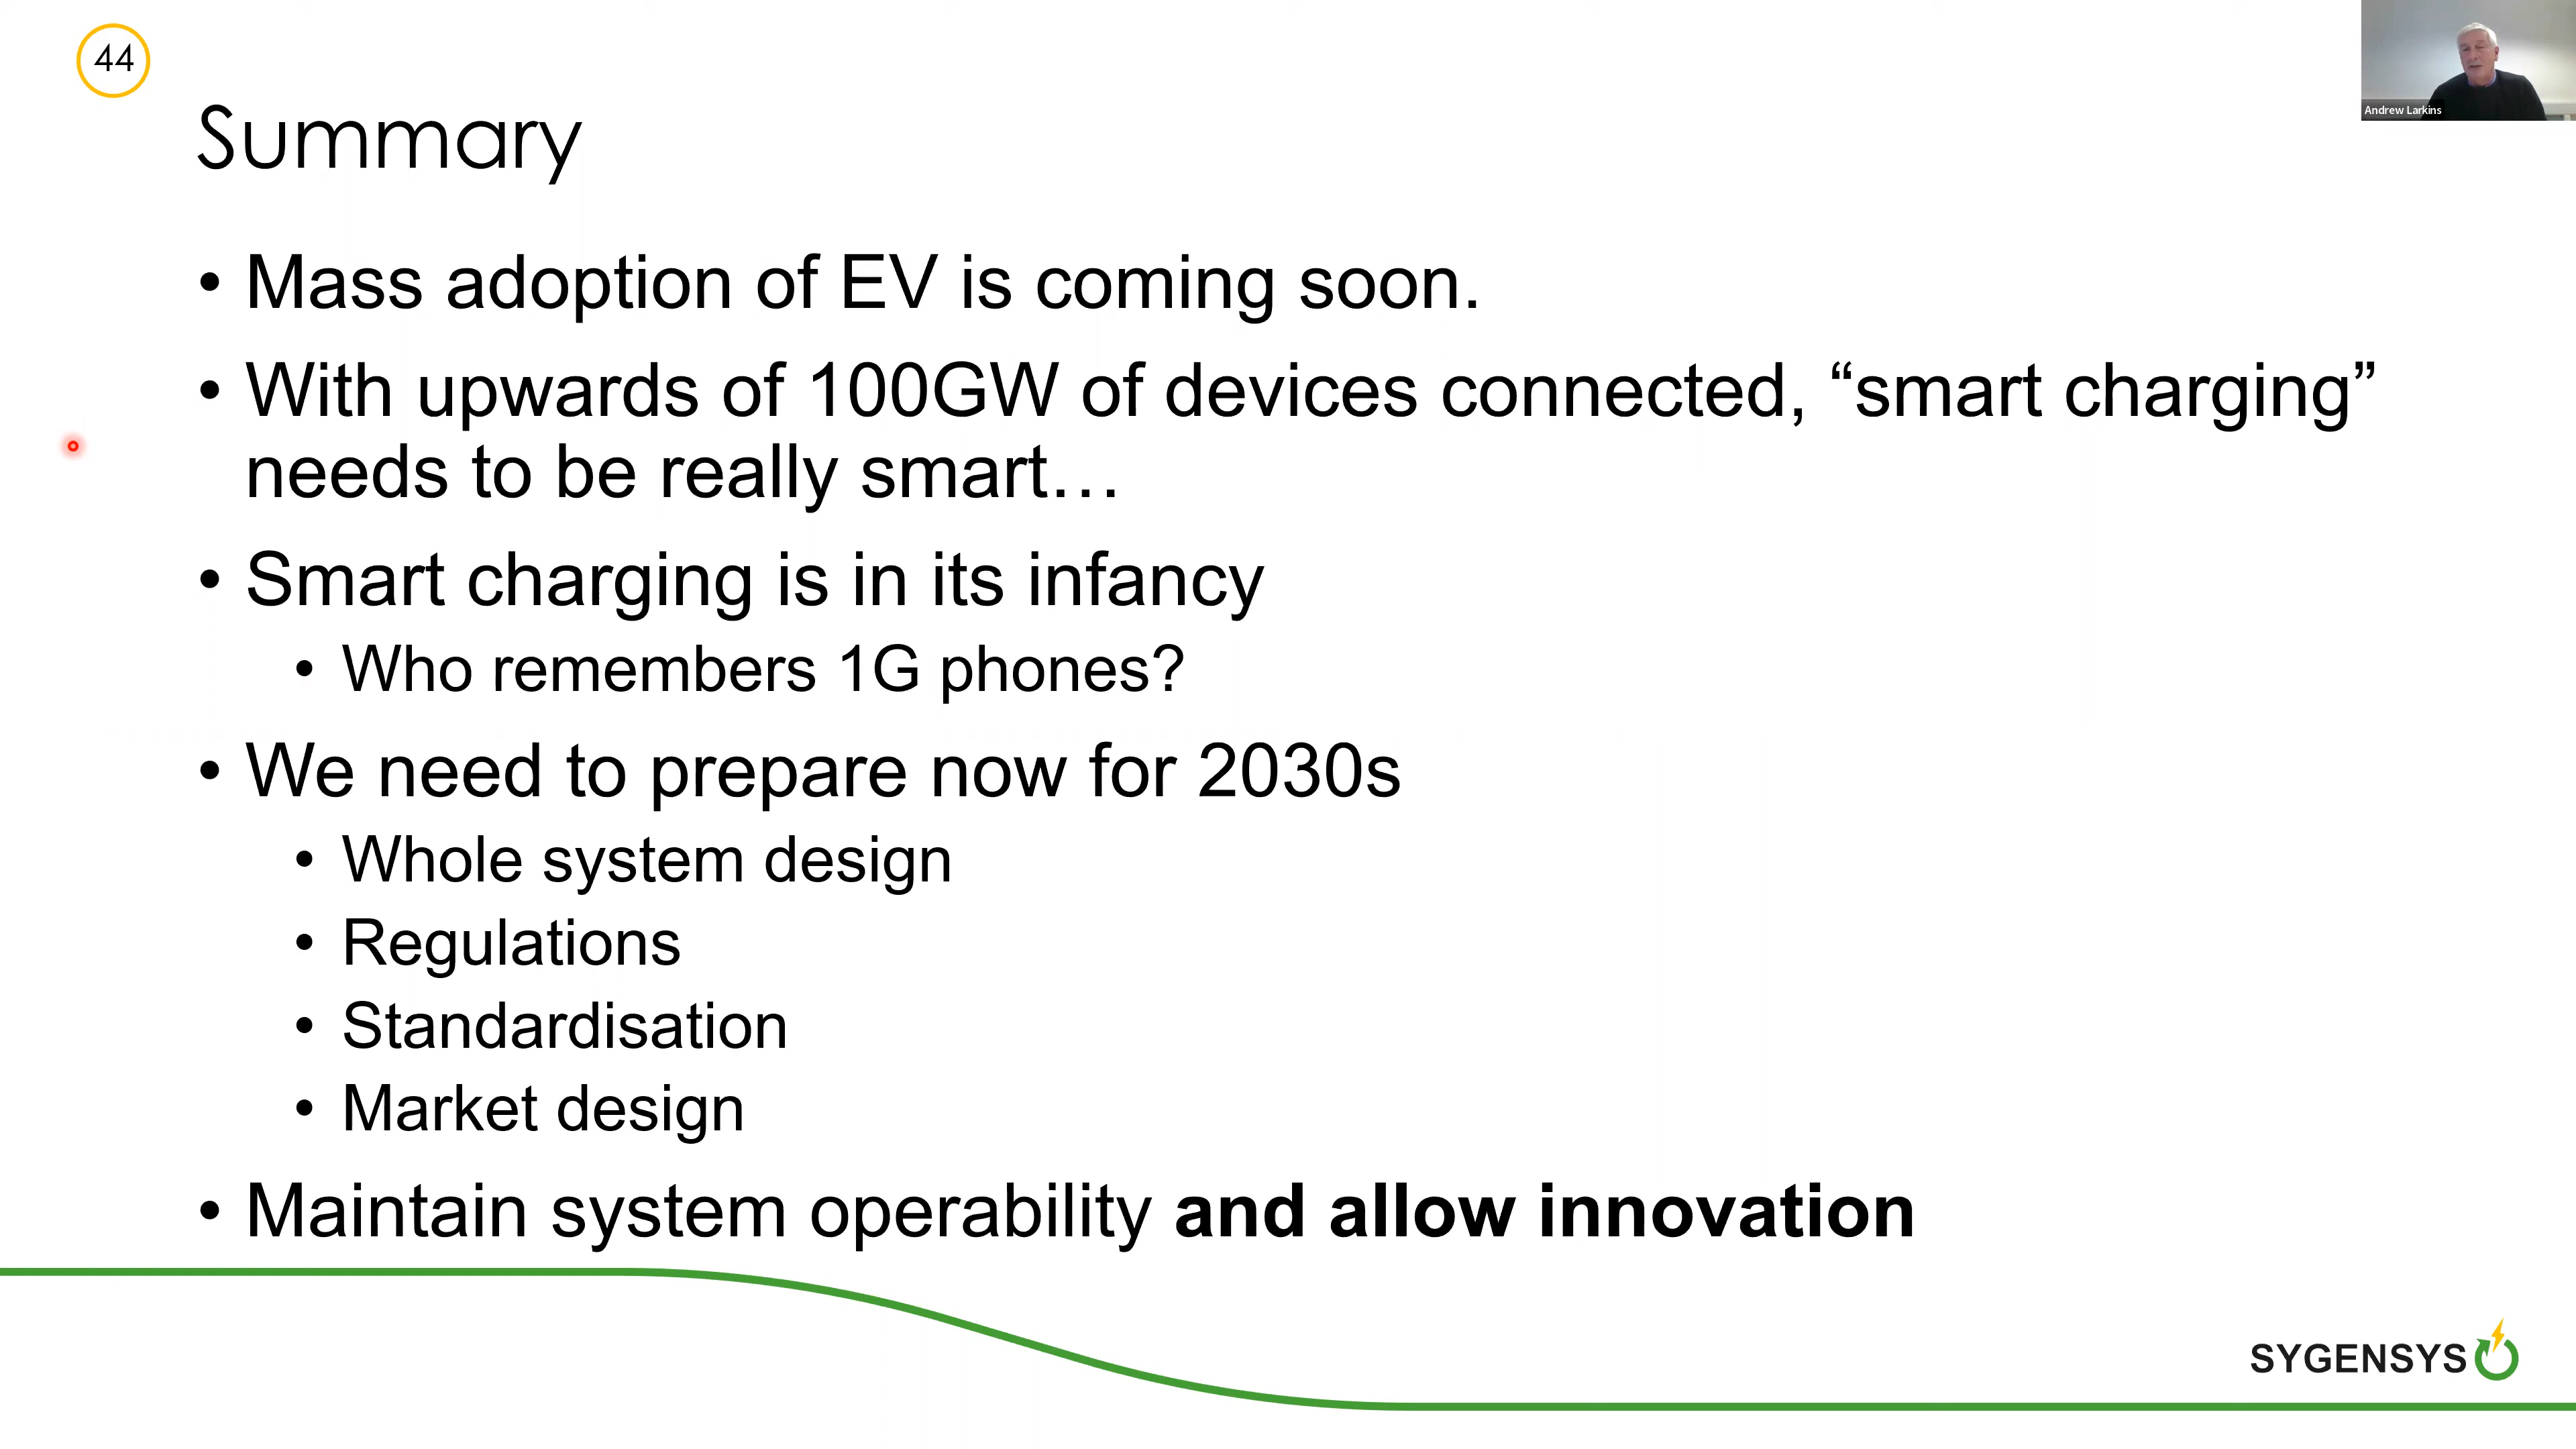 44
Andrew Larkins
Summary
• Mass adoption of EV is coming soon.
• With upwards of 100GW of devices connected, “smart charging”
needs to be really smart…
• Smart charging is in its infancy
• Who remembers 1G phones?
• We need to prepare now for 2030s
• Whole system design
• Regulations
• Standardisation
• Market design
• Maintain system operability and allow innovation
SYGENSYS